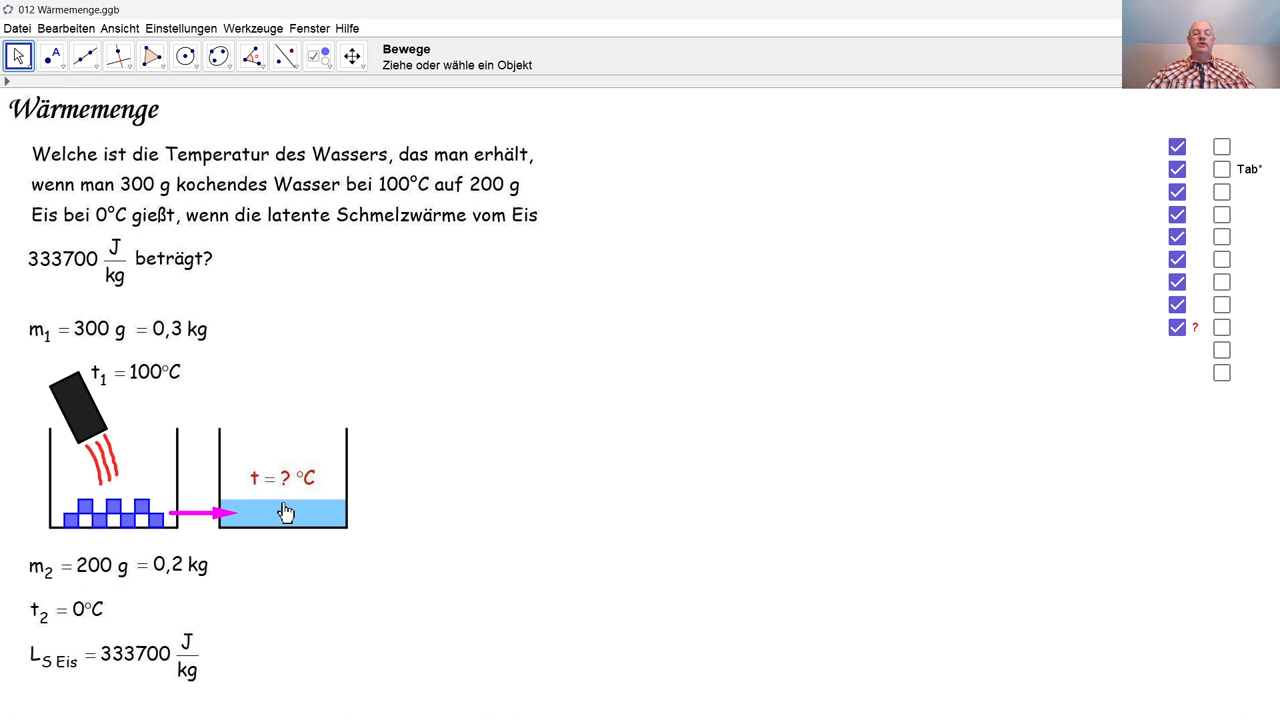 012 Wärmemenge.ggb
Datei Bearbeiten Ansicht Einstellungen Werkzeuge Fenster Hilfe
A
Bewege
Ziehe oder wähle ein Objekt
Wärmemenge
Welche ist die Temperatur des Wassers, das man erhält,
wenn man 300 g kochendes Wasser bei 100°C auf 200 g
Eis bei 0°C gießt, wenn die latente Schmelzwärme vom Eis
333700 J/kg beträgt?
Tab*
?
m₁ = 300 g = 0,3 kg
t₁ = 100°C
t = ? °C
m₂ = 200 g = 0,2 kg
t₂ = 0°C
L_S Eis = 333700 J/kg